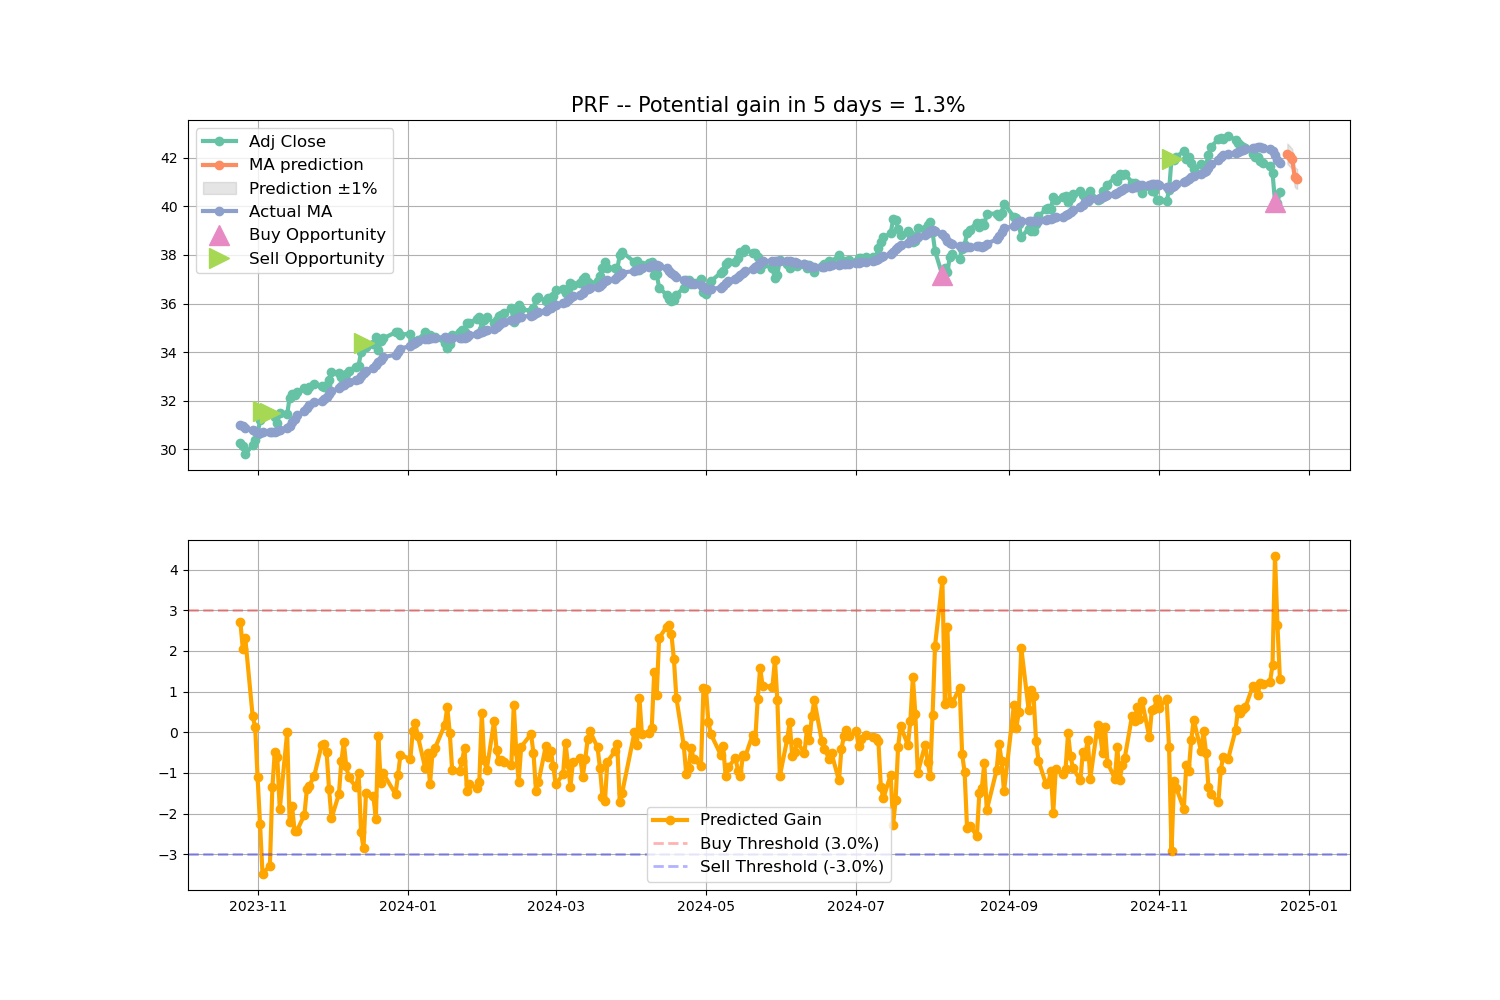 PRF -- Potential gain in 5 days = 1.3%
Adj Close
MA prediction
Prediction ±1%
Actual MA
Buy Opportunity
Sell Opportunity
42
40
38
36
34
32
30
4
3
2
1
0
−1
−2
−3
Predicted Gain
Buy Threshold (3.0%)
Sell Threshold (-3.0%)
2023-11 2024-01 2024-03 2024-05 2024-07 2024-09 2024-11 2025-01